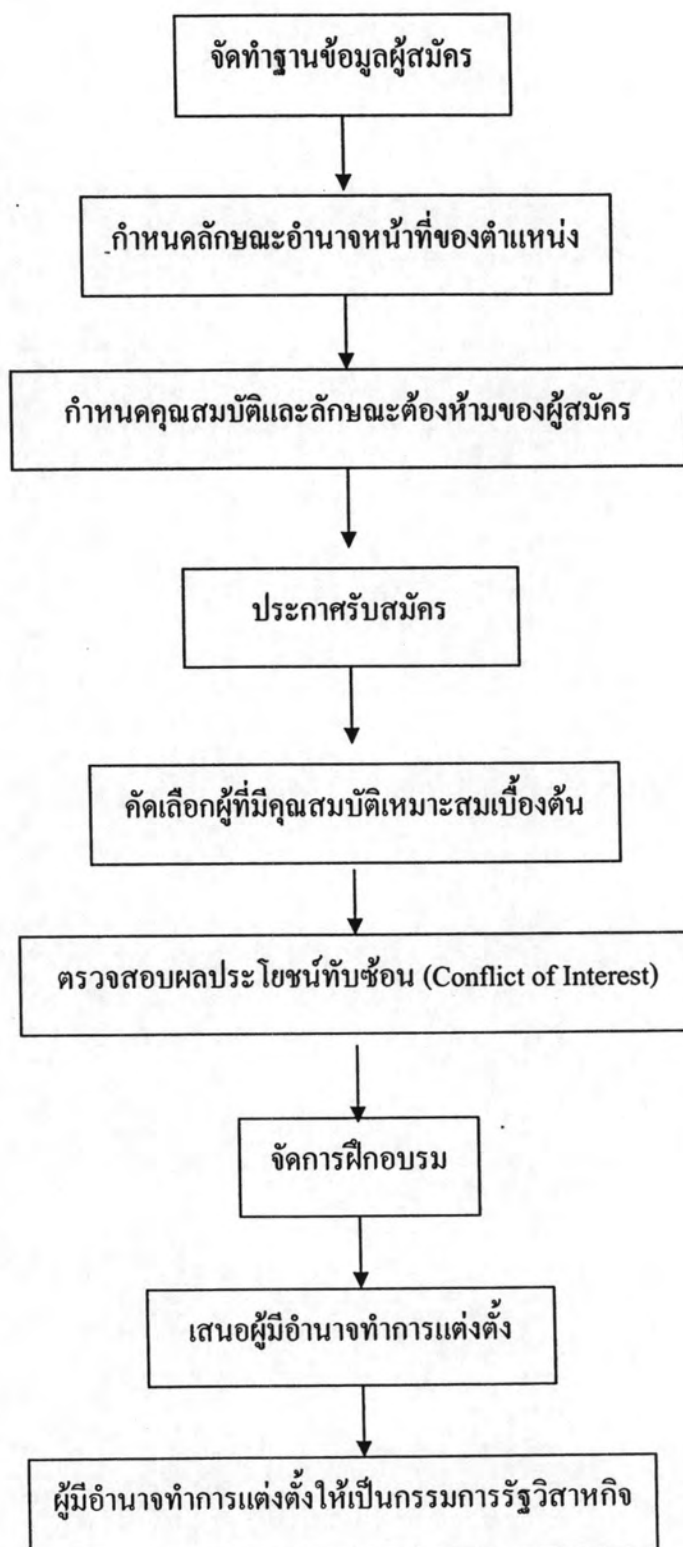 จัดทำฐานข้อมูลผู้สมัคร
กำหนดลักษณะอำนาจหน้าที่ของตำแหน่ง
กำหนดคุณสมบัติและลักษณะต้องห้ามของผู้สมัคร
ประกาศรับสมัคร
คัดเลือกผู้ที่มีคุณสมบัติเหมาะสมเบื้องต้น
ตรวจสอบผลประโยชน์ทับซ้อน (Conflict of Interest)
จัดการฝึกอบรม
เสนอผู้มีอำนาจทำการแต่งตั้ง
ผู้มีอำนาจทำการแต่งตั้งให้เป็นกรรมการรัฐวิสาหกิจ